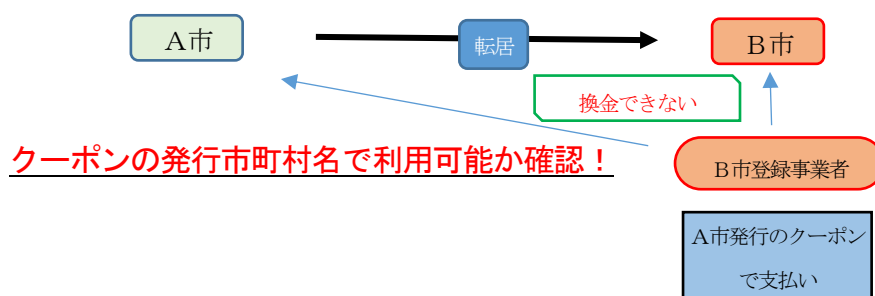 A市
転居
B市
換金できない
クーポンの発行市町村名で利用可能か確認！
B市登録事業者
A市発行のクーポン
で支払い